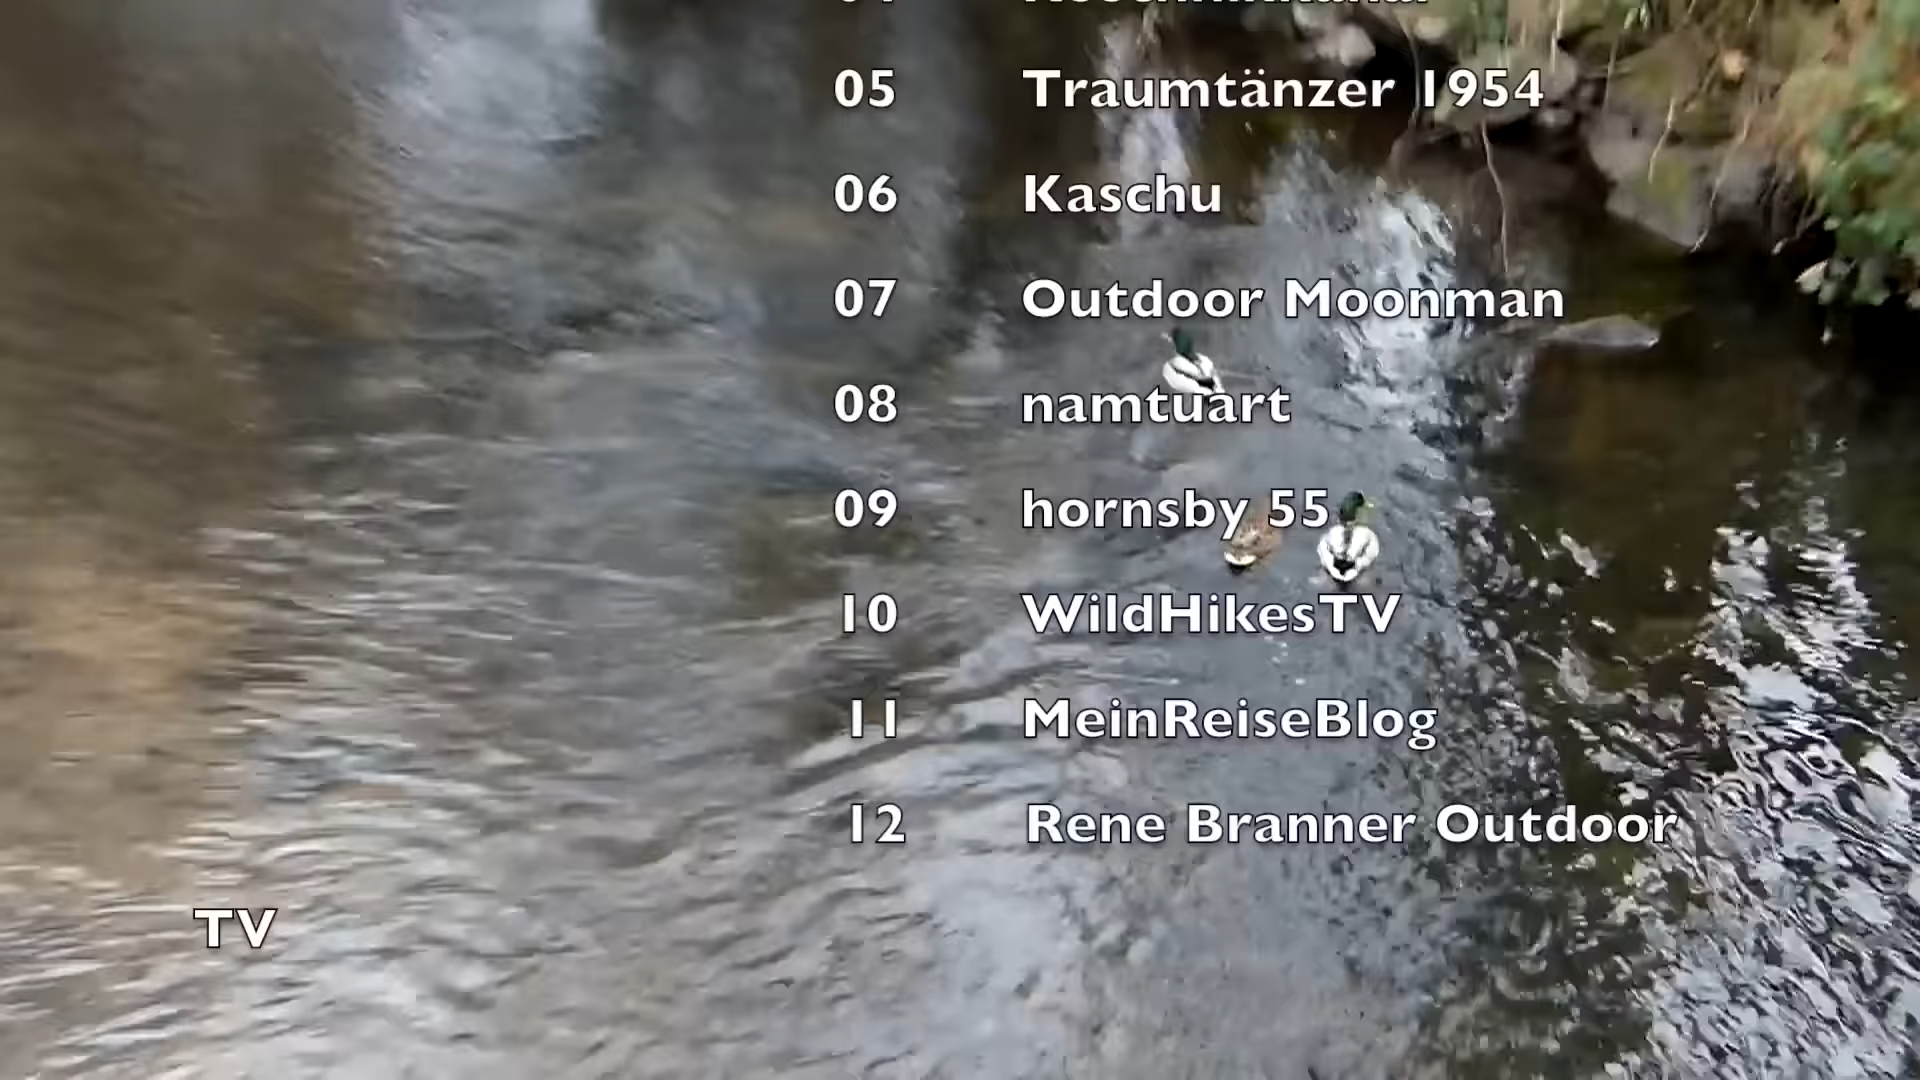 05 Traumtänzer 1954
06 Kaschu
07 Outdoor Moonman
08 namtuart
09 hornsby 55
10 WildHikesTV
11 MeinReiseBlog
12 Rene Branner Outdoor
TV